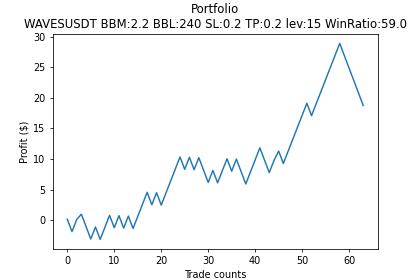 Portfolio
WAVESUSDT BBM:2.2 BBL:240 SL:0.2 TP:0.2 lev:15 WinRatio:59.0
30
25
20
15
10
5
0
Profit ($)
0 10 20 30 40 50 60
Trade counts